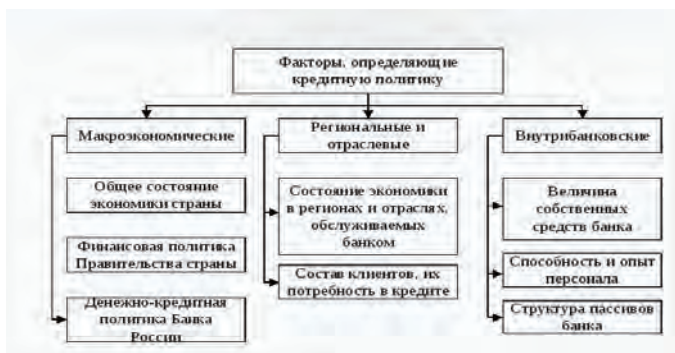 Факторы, определяющие
кредитную политику
Макроэкономические
Региональные и
отраслевые
Внутрибанковские
Общее состояние
экономики страны
Финансовая политика
Правительства страны
Денежно-кредитная
политика Банка
России
Состояние экономики
в регионах и отраслях,
обслуживаемых
банком
Состав клиентов, их
потребность в кредите
Величина
собственных
средств банка
Способность и опыт
персонала
Структура пассивов
банка